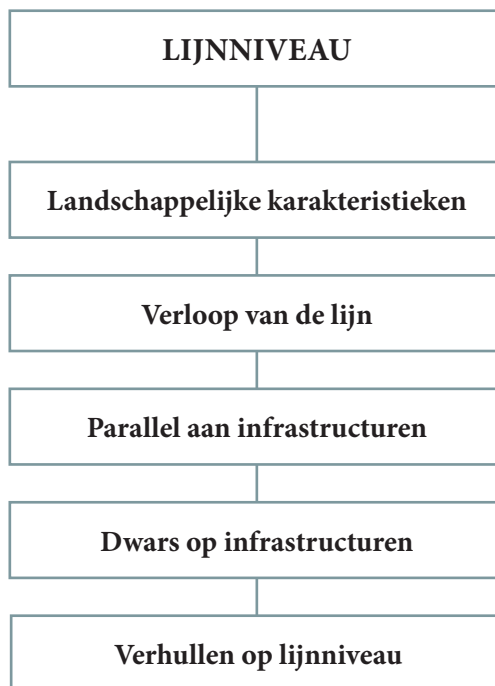 LIJNNIVEAU
Landschappelijke karakteristieken
Verloop van de lijn
Parallel aan infrastructuren
Dwars op infrastructuren
Verhullen op lijnniveau